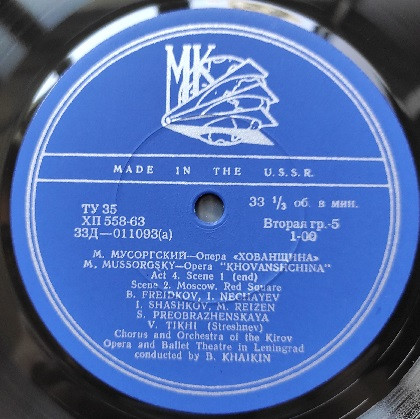 МК
MADE IN THE U.S.S.R.
ТУ 35
ХП 558-63
33Д—011093(а)
33 1/3 об. в мин.
Вторая гр.-5
1-00
М. МУСОРГСКИЙ—Опера «ХОВАНЩИНА»
M. MUSSORGSKY—Opera "KHOVANSHCHINA"
Act 4. Scene 1 (end)
Scene 2. Moscow. Red Square
B. FREIDKOV, I. NECHAYEV
I. SHASHKOV, M. REIZEN
S. PREOBRAZHENSKAYA
V. TIKHI (Streshnev)
Chorus and Orchestra of the Kirov
Opera and Ballet Theatre in Leningrad
conducted by B. KHAIKIN